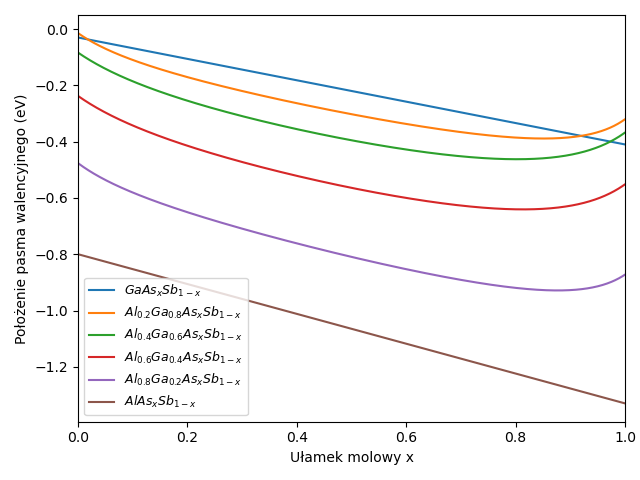 0.0
−0.2
−0.4
−0.6
−0.8
−1.0
−1.2
Położenie pasma walencyjnego (eV)
GaAsₓSb₁₋ₓ
Al₀.₂Ga₀.₈AsₓSb₁₋ₓ
Al₀.₄Ga₀.₆AsₓSb₁₋ₓ
Al₀.₆Ga₀.₄AsₓSb₁₋ₓ
Al₀.₈Ga₀.₂AsₓSb₁₋ₓ
AlAsₓSb₁₋ₓ
0.0 0.2 0.4 0.6 0.8 1.0
Ułamek molowy x